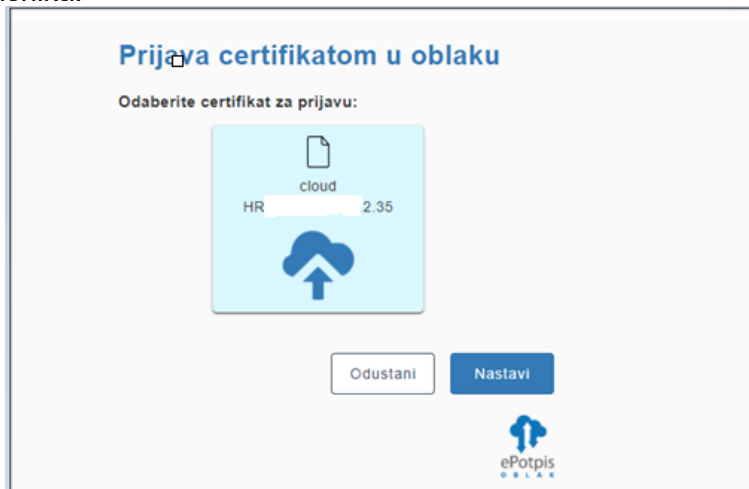 Prijava certifikatom u oblaku
Odaberite certifikat za prijavu:
cloud
HR 2.35
Odustani Nastavi
ePotpis
OBLAK